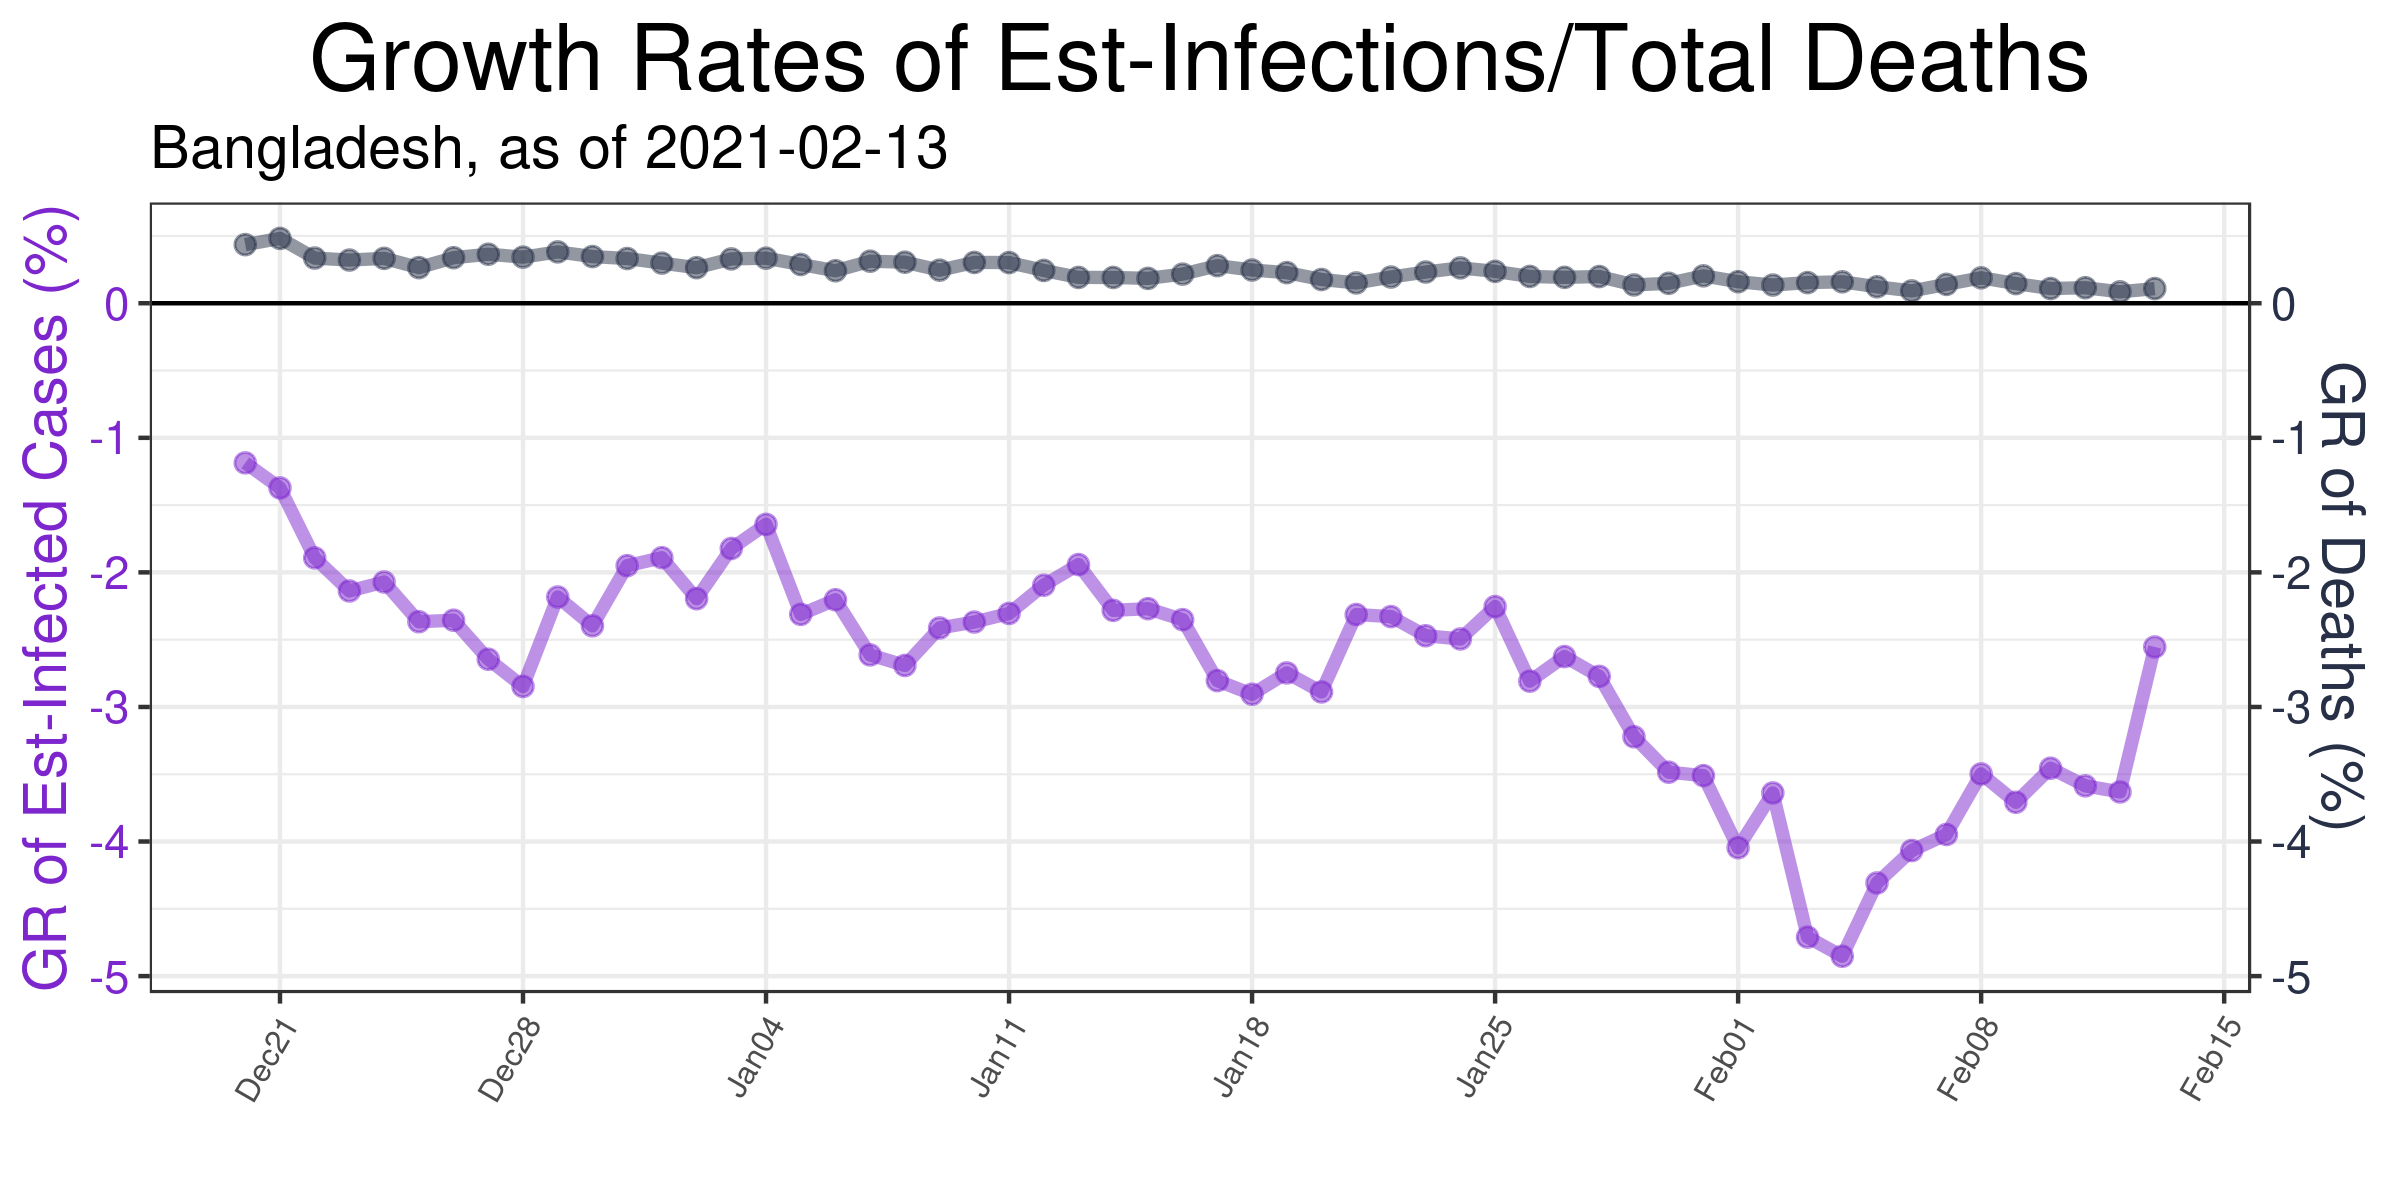 Growth Rates of Est-Infections/Total Deaths
Bangladesh, as of 2021-02-13
GR of Est-Infected Cases (%)
0
-1
-2
-3
-4
-5
0
-1
-2
-3
-4
-5
GR of Deaths (%)
Dec21
Dec28
Jan04
Jan11
Jan18
Jan25
Feb01
Feb08
Feb15